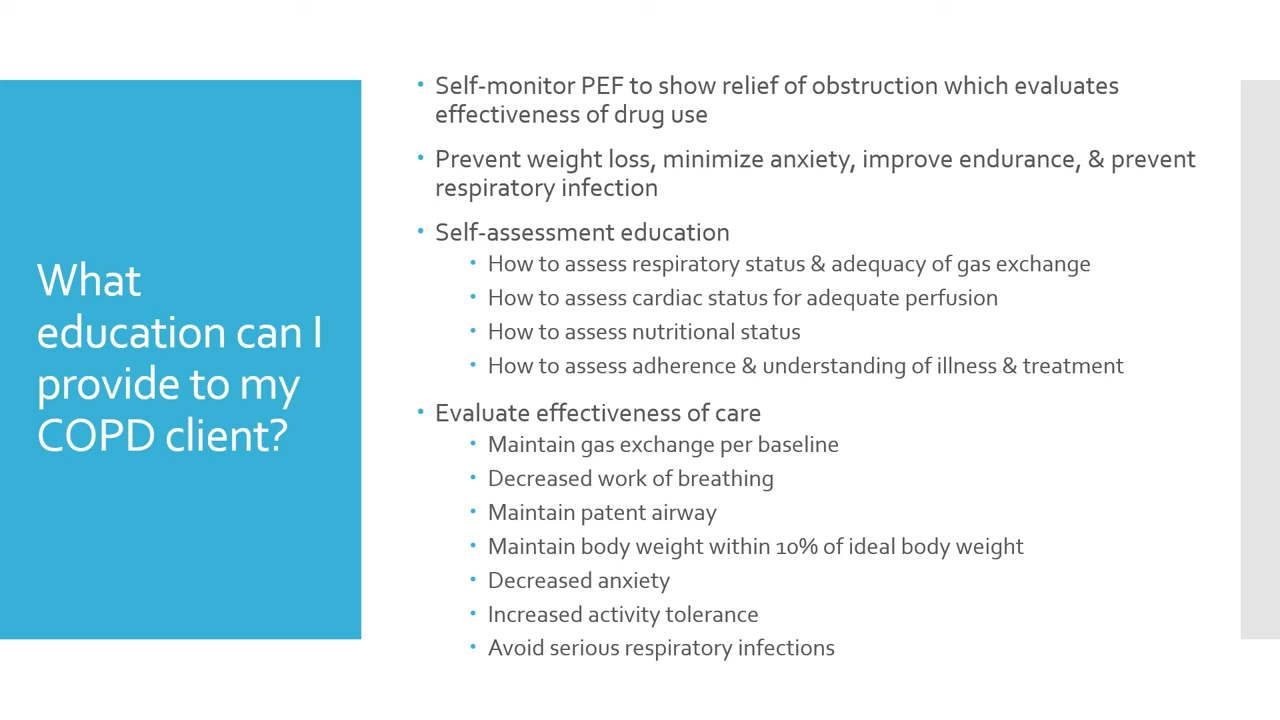 What
education can I
provide to my
COPD client?
• Self-monitor PEF to show relief of obstruction which evaluates
effectiveness of drug use
• Prevent weight loss, minimize anxiety, improve endurance, & prevent
respiratory infection
• Self-assessment education
• How to assess respiratory status & adequacy of gas exchange
• How to assess cardiac status for adequate perfusion
• How to assess nutritional status
• How to assess adherence & understanding of illness & treatment
• Evaluate effectiveness of care
• Maintain gas exchange per baseline
• Decreased work of breathing
• Maintain patent airway
• Maintain body weight within 10% of ideal body weight
• Decreased anxiety
• Increased activity tolerance
• Avoid serious respiratory infections